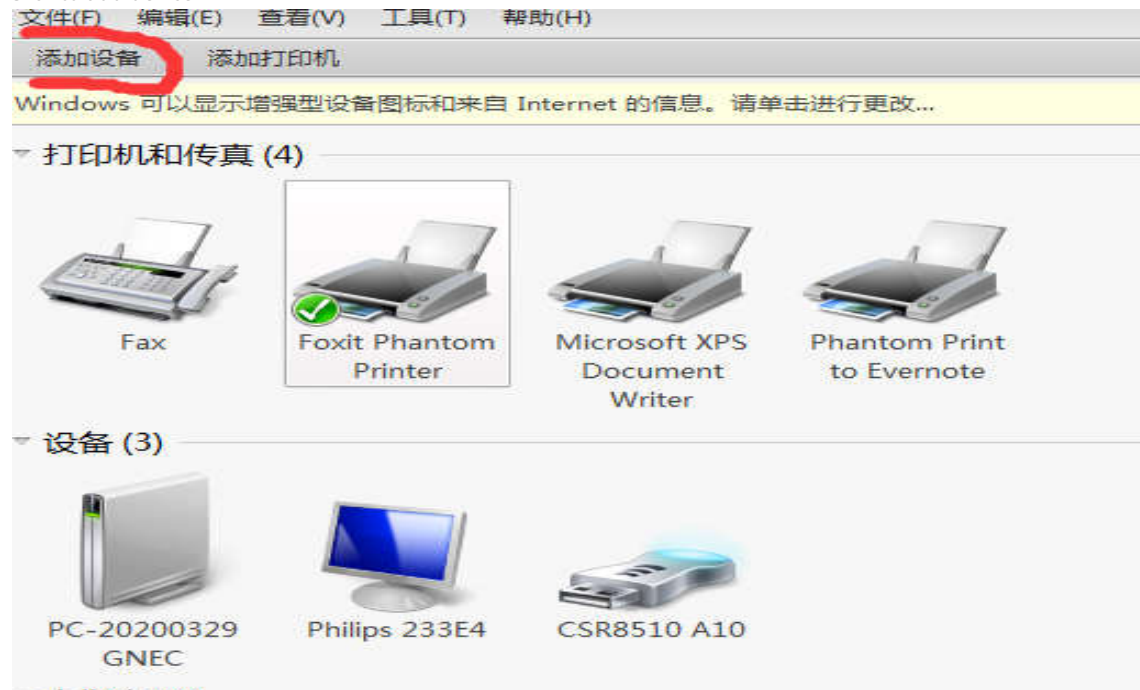 文件(F) 编辑(E) 查看(V) 工具(T) 帮助(H)
添加设备 添加打印机
Windows 可以显示增强型设备图标和来自 Internet 的信息。请单击进行更改...
打印机和传真 (4)
Fax
Foxit Phantom
Printer
Microsoft XPS
Document
Writer
Phantom Print
to Evernote
设备 (3)
PC-20200329
GNEC
Philips 233E4
CSR8510 A10